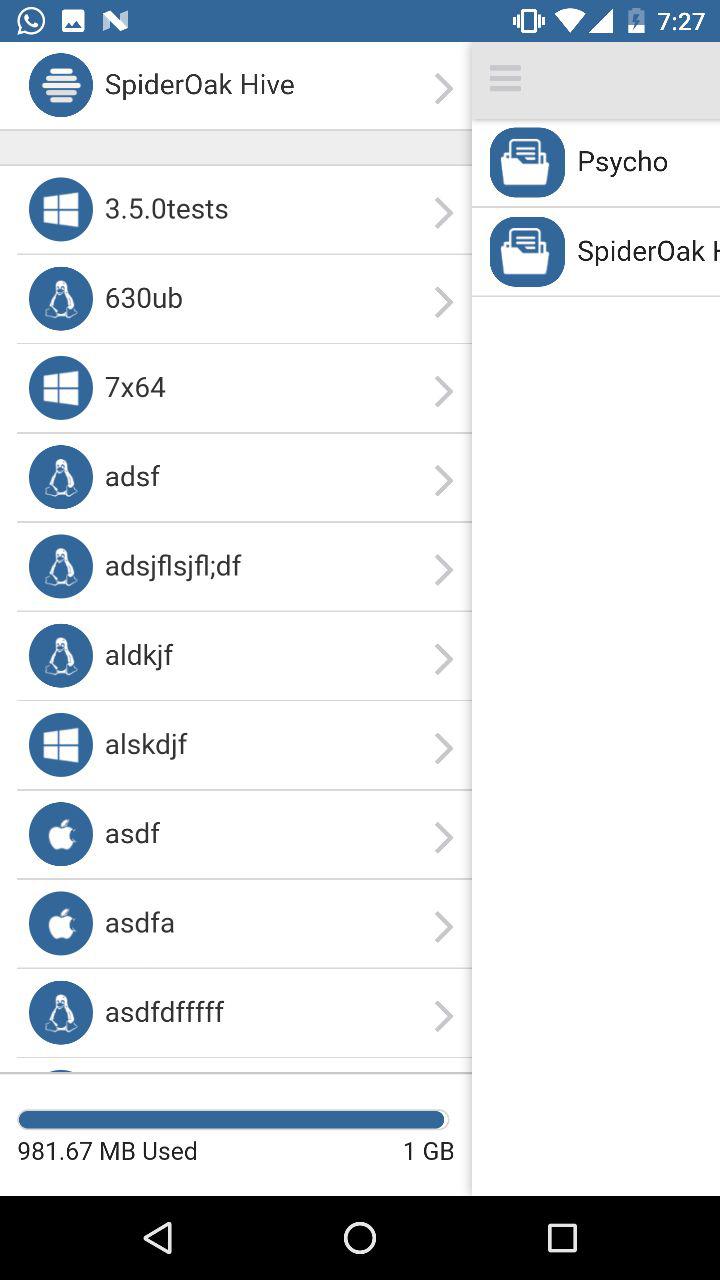 7:27
SpiderOak Hive
3.5.0tests
630ub
7x64
adsf
adsjflsjfl;df
aldkjf
alskdjf
asdf
asdfa
asdfdfffff
981.67 MB Used
1 GB
Psycho
SpiderOak H